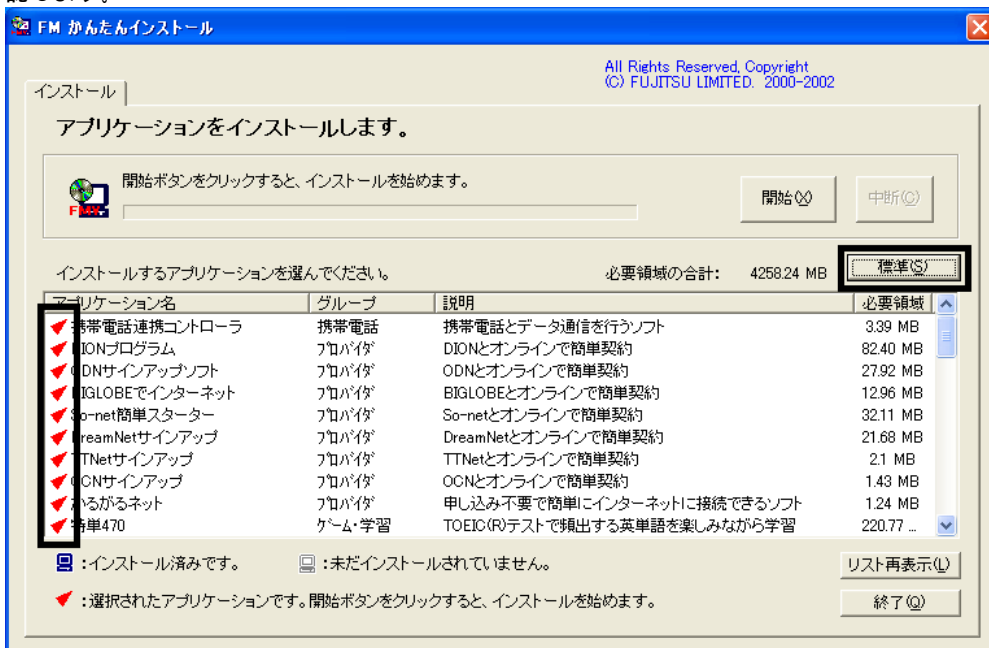 FM かんたんインストール
All Rights Reserved, Copyright
(C) FUJITSU LIMITED. 2000-2002
インストール
アプリケーションをインストールします。
開始ボタンをクリックすると、インストールを始めます。
開始(X)
中断(C)
FMV
インストールするアプリケーションを選んでください。
必要領域の合計: 4258.24 MB
標準(S)
アプリケーション名 グループ 説明 必要領域
携帯電話連携コントローラ 携帯電話 携帯電話とデータ通信を行うソフト 3.39 MB
DIONプログラム プロバイダ DIONとオンラインで簡単契約 82.40 MB
ODNサインアップソフト プロバイダ ODNとオンラインで簡単契約 27.92 MB
BIGLOBEでインターネット プロバイダ BIGLOBEとオンラインで簡単契約 12.96 MB
So-net簡単スターター プロバイダ So-netとオンラインで簡単契約 32.11 MB
DreamNetサインアップ プロバイダ DreamNetとオンラインで簡単契約 21.68 MB
TTNetサインアップ プロバイダ TTNetとオンラインで簡単契約 2.1 MB
OCNサインアップ プロバイダ OCNとオンラインで簡単契約 1.43 MB
かるがるネット プロバイダ 申し込み不要で簡単にインターネットに接続できるソフト 1.24 MB
単470 ゲーム・学習 TOEIC(R)テストで頻出する英単語を楽しみながら学習 220.77 ...
:インストール済みです。 :未だインストールされていません。
リスト再表示(L)
:選択されたアプリケーションです。開始ボタンをクリックすると、インストールを始めます。
終了(Q)